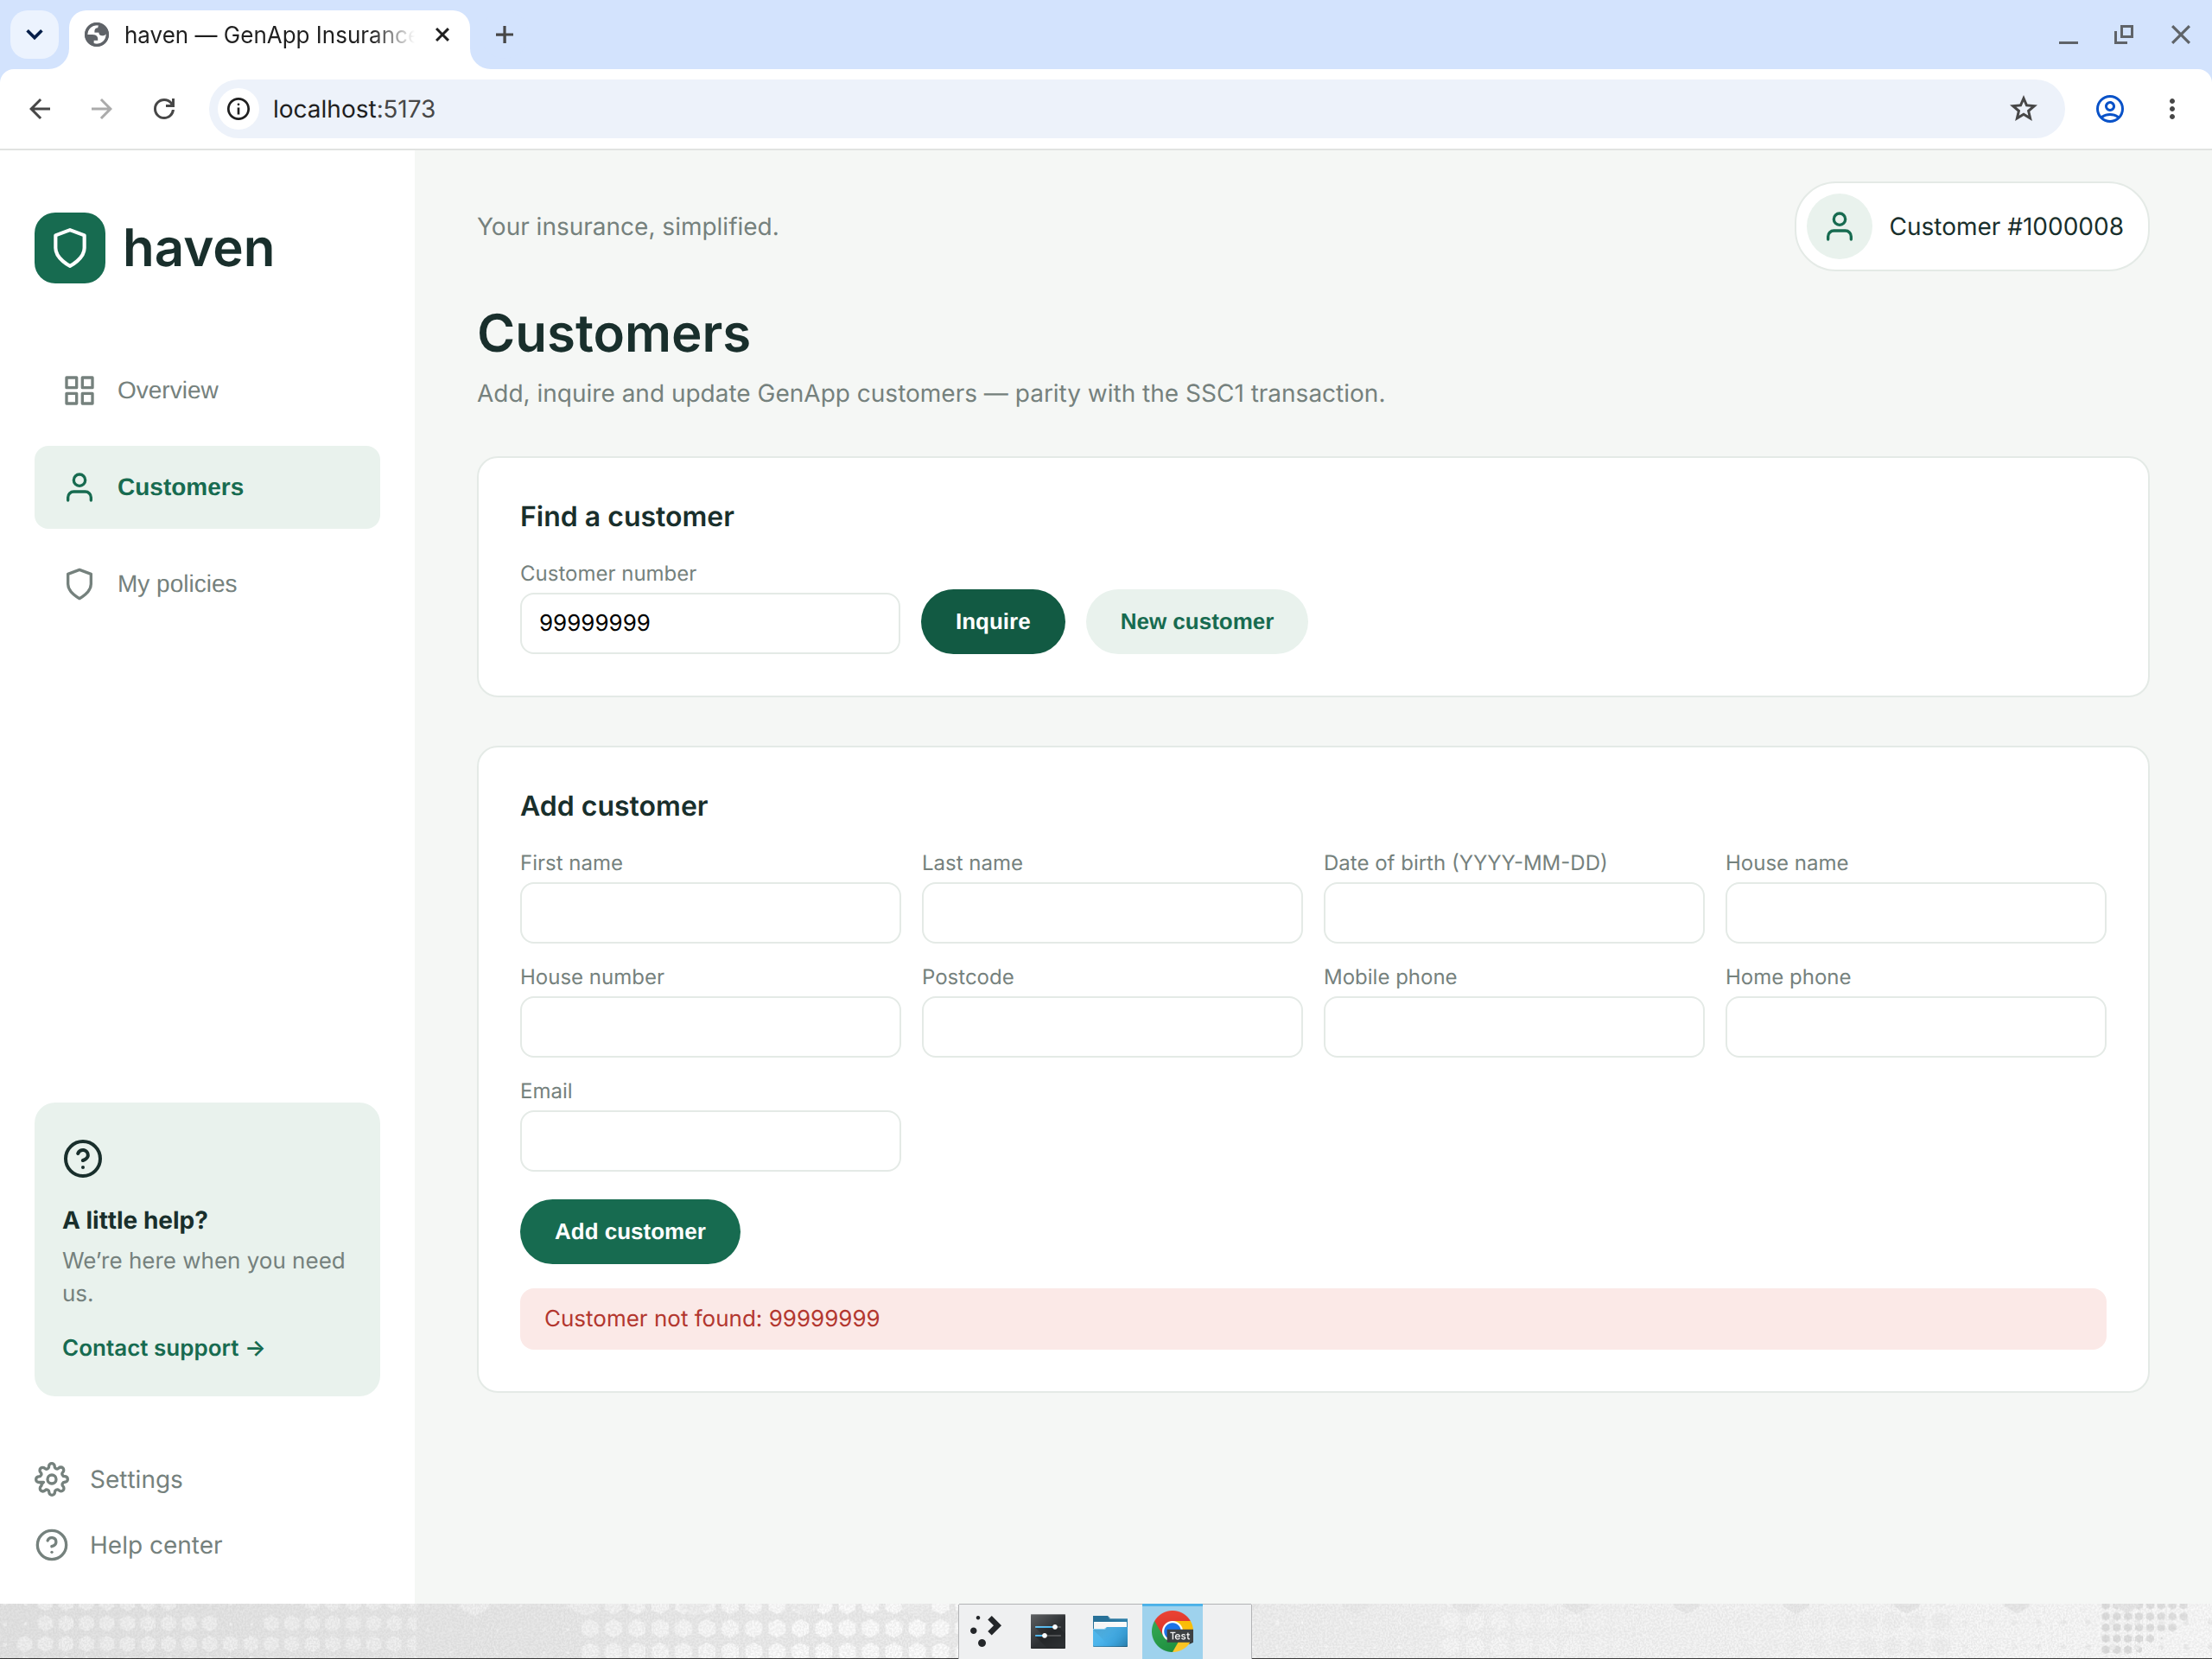 haven — GenApp Insurance
localhost:5173
haven
Your insurance, simplified.
Customer #1000008
Overview
Customers
My policies
Customers
Add, inquire and update GenApp customers — parity with the SSC1 transaction.
Find a customer
Customer number
99999999
Inquire
New customer
Add customer
First name
Last name
Date of birth (YYYY-MM-DD)
House name
House number
Postcode
Mobile phone
Home phone
Email
Add customer
Customer not found: 99999999
A little help?
We’re here when you need
us.
Contact support →
Settings
Help center
Test